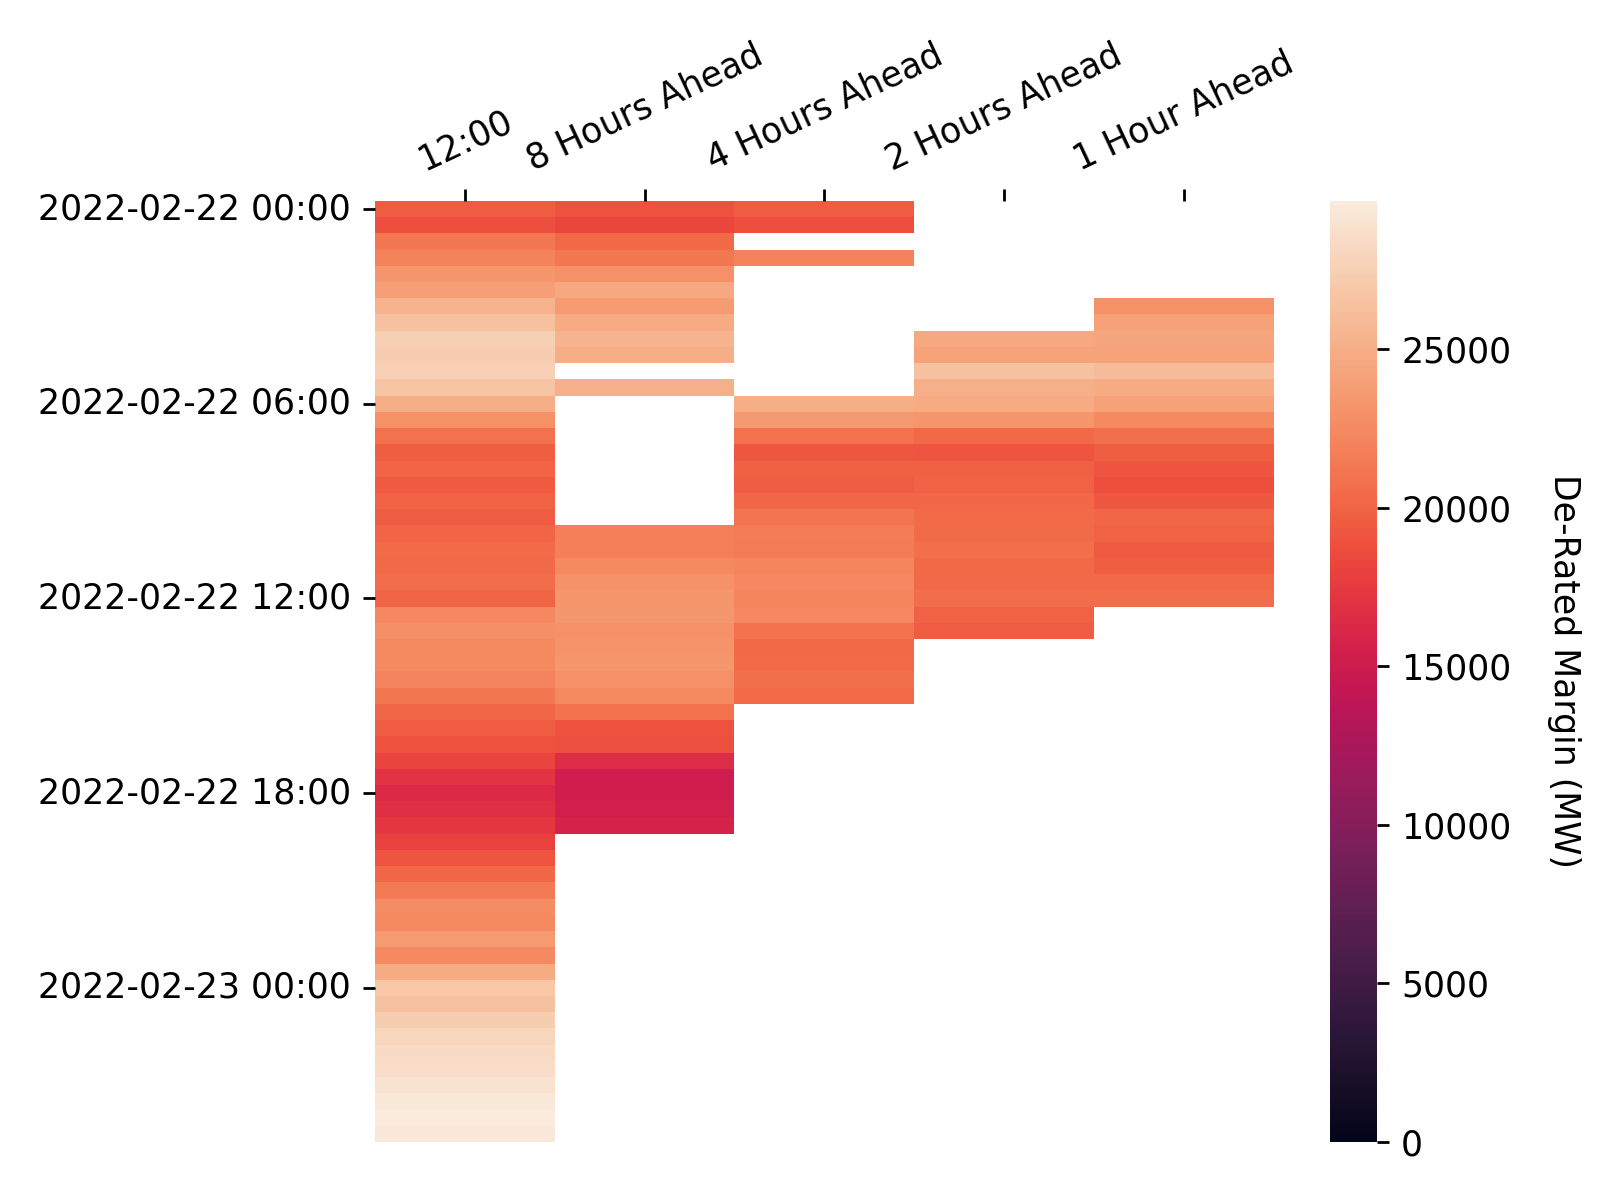 12:00
8 Hours Ahead
4 Hours Ahead
2 Hours Ahead
1 Hour Ahead
2022-02-22 00:00
2022-02-22 06:00
2022-02-22 12:00
2022-02-22 18:00
2022-02-23 00:00
25000
20000
15000
10000
5000
0
De-Rated Margin (MW)